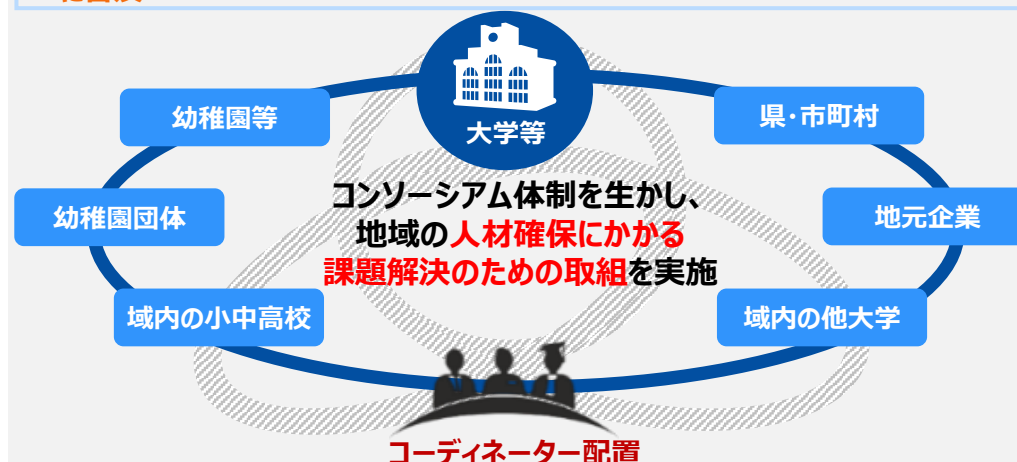 大学等
幼稚園等
県・市町村
幼稚園団体
地元企業
コンソーシアム体制を生かし、
地域の人材確保にかかる
課題解決のための取組を実施
域内の小中高校
域内の他大学
コーディネーター配置